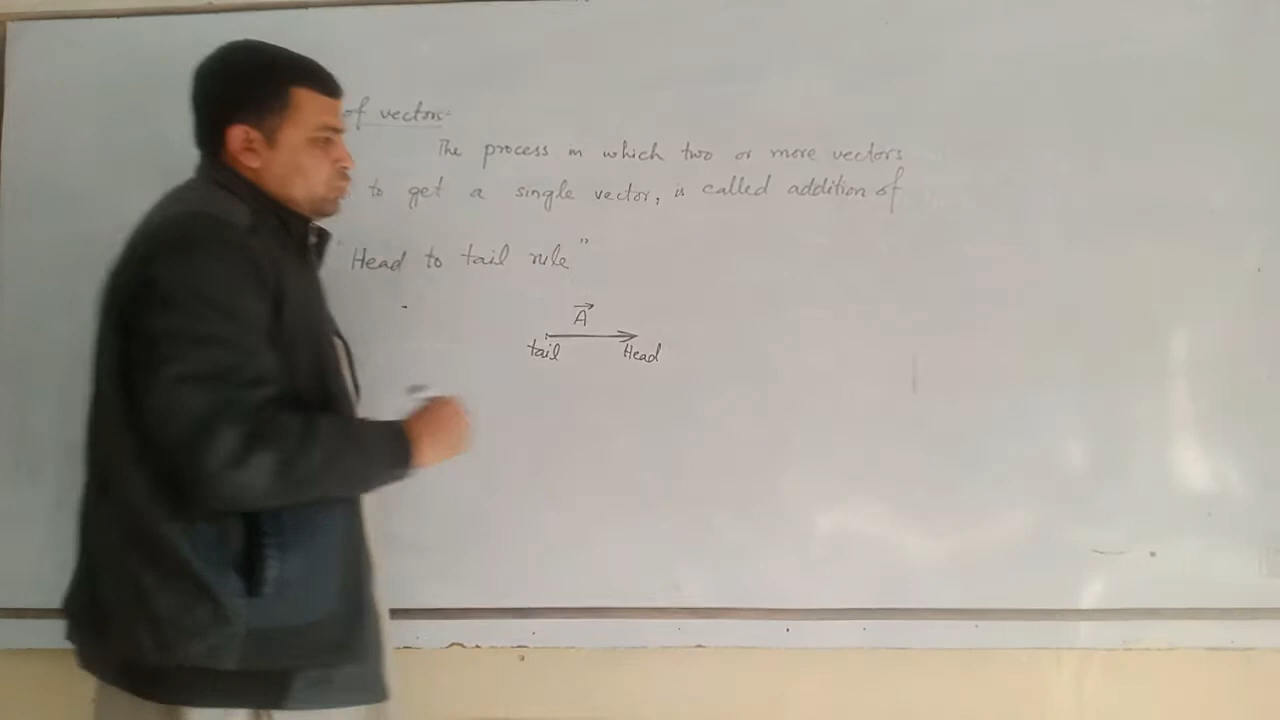 of vectors:-
The process in which two or more vectors
to get a single vector, is called addition of
"Head to tail rule"
A
tail Head